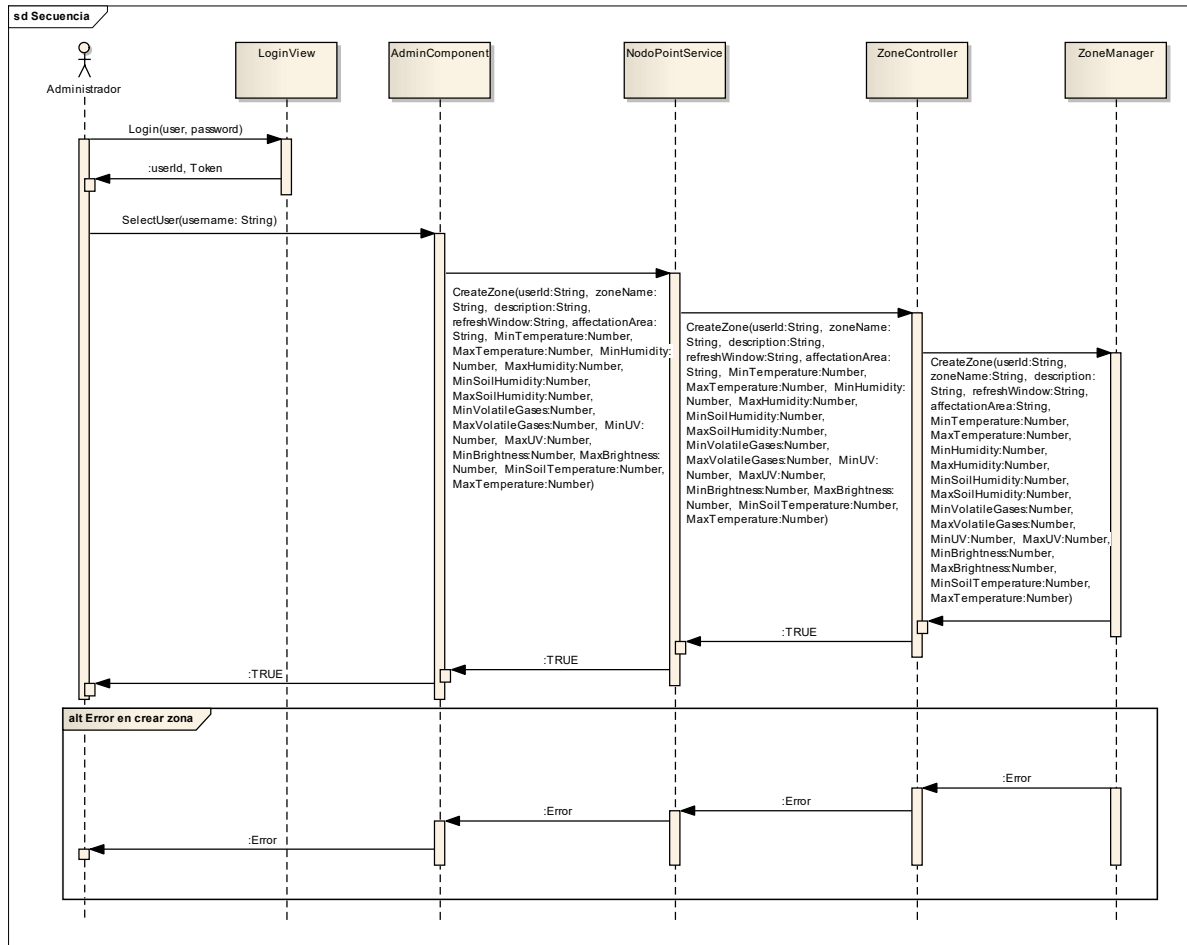 sd Secuencia
Administrador
LoginView
AdminComponent
NodoPointService
ZoneController
ZoneManager
Login(user, password)
:userId, Token
SelectUser(username: String)
CreateZone(userId:String, zoneName:
String, description:String,
refreshWindow:String, affectationArea:
String, MinTemperature:Number,
MaxTemperature:Number, MinHumidity:
Number, MaxHumidity:Number,
MinSoilHumidity:Number,
MaxSoilHumidity:Number,
MinVolatileGases:Number,
MaxVolatileGases:Number, MinUV:
Number, MaxUV:Number,
MinBrightness:Number, MaxBrightness:
Number, MinSoilTemperature:Number,
MaxTemperature:Number)
CreateZone(userId:String, zoneName:
String, description:String,
refreshWindow:String, affectationArea:
String, MinTemperature:Number,
MaxTemperature:Number, MinHumidity:
Number, MaxHumidity:Number,
MinSoilHumidity:Number,
MaxSoilHumidity:Number,
MinVolatileGases:Number,
MaxVolatileGases:Number, MinUV:
Number, MaxUV:Number,
MinBrightness:Number, MaxBrightness:
Number, MinSoilTemperature:Number,
MaxTemperature:Number)
CreateZone(userId:String,
zoneName:String, description:
String, refreshWindow:String,
affectationArea:String,
MinTemperature:Number,
MaxTemperature:Number,
MinHumidity:Number,
MaxHumidity:Number,
MinSoilHumidity:Number,
MaxSoilHumidity:Number,
MinVolatileGases:Number,
MaxVolatileGases:Number,
MinUV:Number, MaxUV:Number,
MinBrightness:Number,
MaxBrightness:Number,
MinSoilTemperature:Number,
MaxTemperature:Number)
:TRUE
:TRUE
:TRUE
alt Error en crear zona
:Error
:Error
:Error
:Error